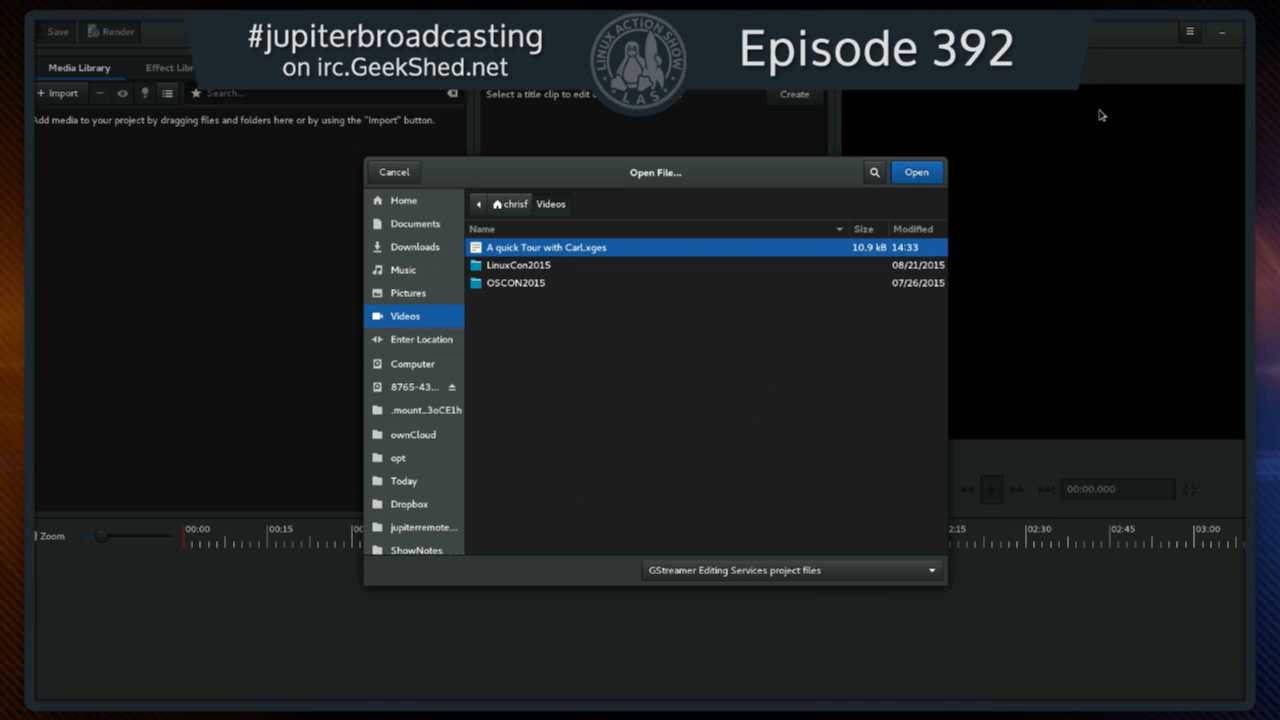 #jupiterbroadcasting
on irc.GeekShed.net
LINUX ACTION SHOW
LAS
Episode 392
Save
Render
Media Library
Effect Libr
+ Import
Search...
Select a title clip to edit
Create
Add media to your project by dragging files and folders here or by using the "Import" button.
Cancel
Open File...
Open
Home
Documents
Downloads
Music
Pictures
Videos
Enter Location
Computer
8765-43...
.mount_3oCE1h
ownCloud
opt
Today
Dropbox
jupiterremote...
ShowNotes
chrisf
Videos
Name
Size
Modified
A quick Tour with Carl.xges
10.9 kB
14:33
LinuxCon2015
08/21/2015
OSCON2015
07/26/2015
GStreamer Editing Services project files
00:00.000
Zoom
00:00
00:15
2:15
02:30
02:45
03:00